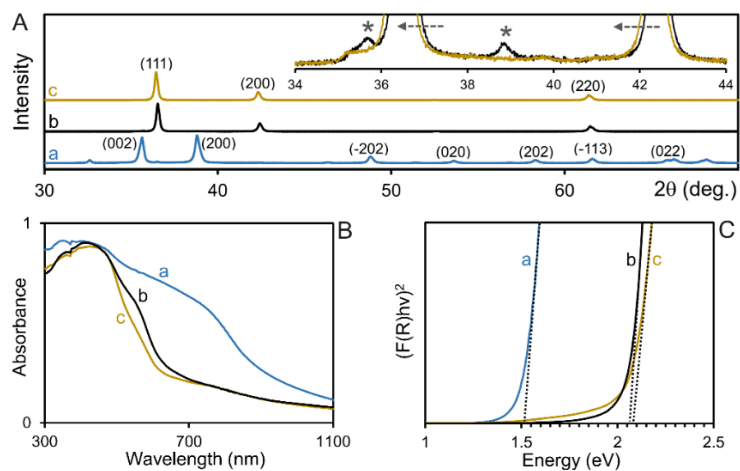 A
* *
34 36 38 40 42 44
Intensity
(111)
(200)
(220)
c
b
(002) (200) (-202) (020) (202) (-113) (022)
a
30 40 50 60 2θ (deg.)
B
1
a
b
c
Absorbance
0
300 700 1100
Wavelength (nm)
C
a b c
(F(R)hν)²
1 1.5 2 2.5
Energy (eV)